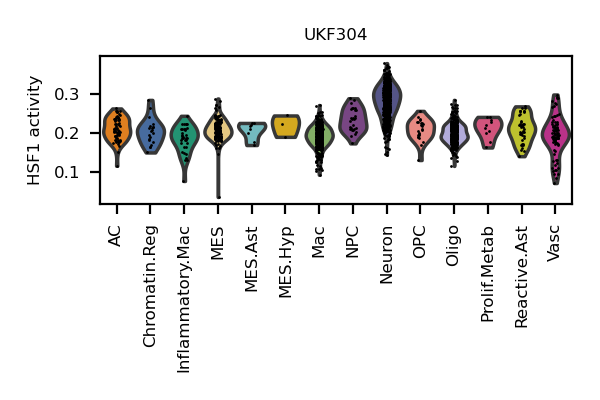 UKF304
HSF1 activity
0.3
0.2
0.1
AC
Chromatin.Reg
Inflammatory.Mac
MES
MES.Ast
MES.Hyp
Mac
NPC
Neuron
OPC
Oligo
Prolif.Metab
Reactive.Ast
Vasc